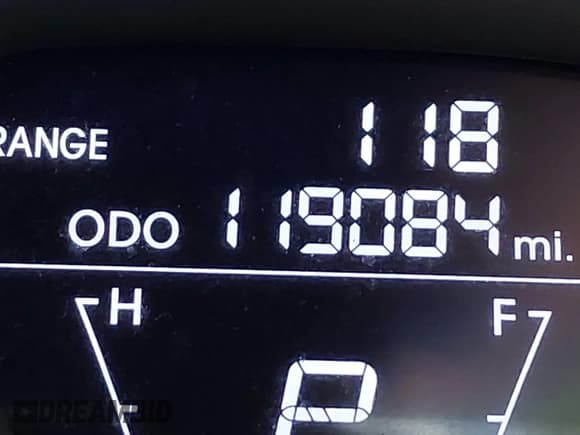 RANGE 118
ODO 119084 mi.
H F
P
DREAMBID